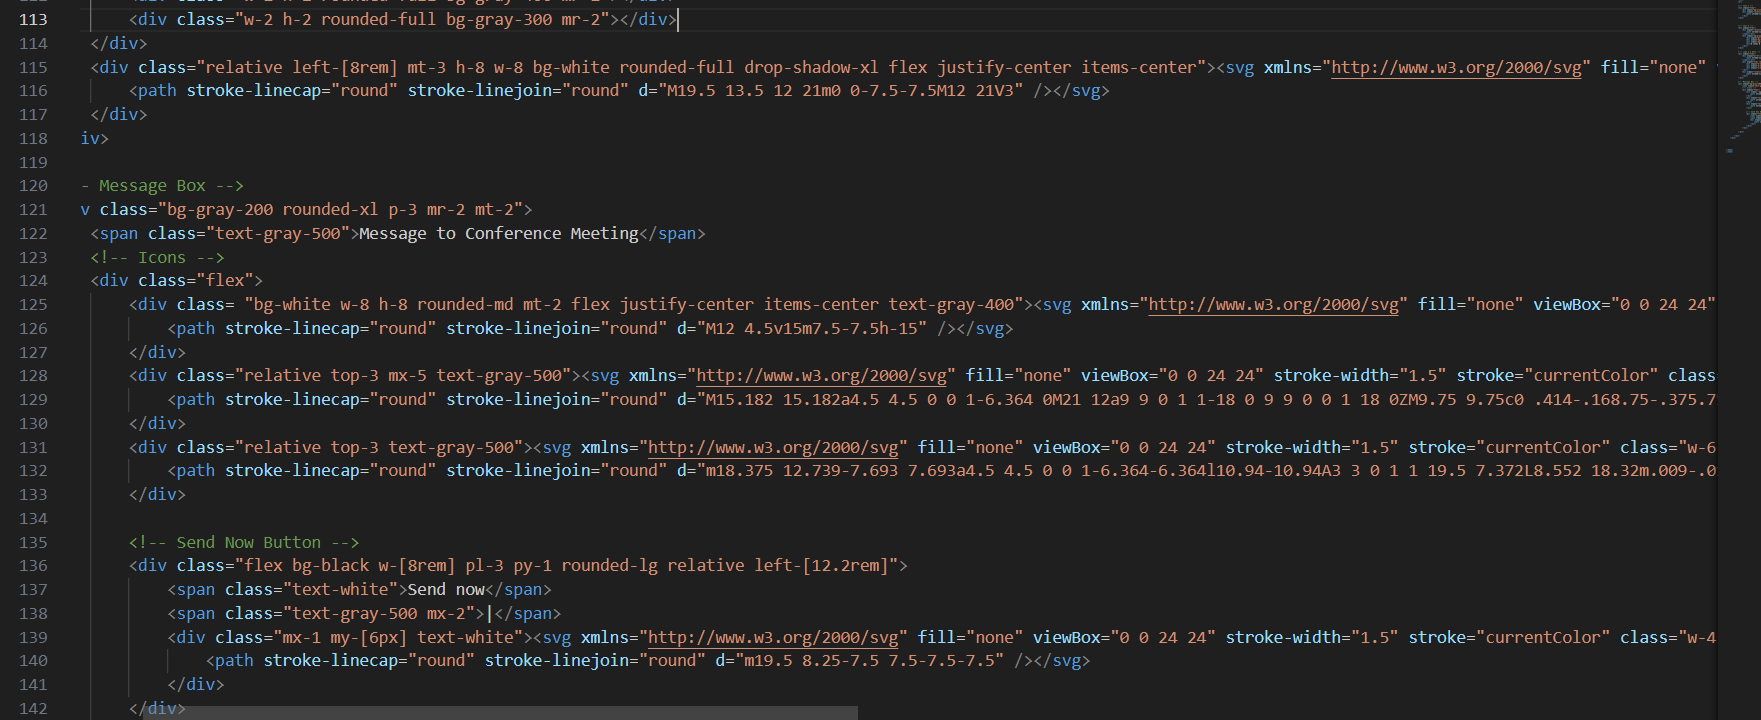 113 <div class="w-2 h-2 rounded-full bg-gray-300 mr-2"></div>
114 </div>
115 <div class="relative left-[8rem] mt-3 h-8 w-8 bg-white rounded-full drop-shadow-xl flex justify-center items-center"><svg xmlns="http://www.w3.org/2000/svg" fill="none"
116 <path stroke-linecap="round" stroke-linejoin="round" d="M19.5 13.5 12 21m0 0-7.5-7.5M12 21V3" /></svg>
117 </div>
118 iv>
119
120 - Message Box -->
121 v class="bg-gray-200 rounded-xl p-3 mr-2 mt-2">
122 <span class="text-gray-500">Message to Conference Meeting</span>
123 <!-- Icons -->
124 <div class="flex">
125 <div class= "bg-white w-8 h-8 rounded-md mt-2 flex justify-center items-center text-gray-400"><svg xmlns="http://www.w3.org/2000/svg" fill="none" viewBox="0 0 24 24"
126 <path stroke-linecap="round" stroke-linejoin="round" d="M12 4.5v15m7.5-7.5h-15" /></svg>
127 </div>
128 <div class="relative top-3 mx-5 text-gray-500"><svg xmlns="http://www.w3.org/2000/svg" fill="none" viewBox="0 0 24 24" stroke-width="1.5" stroke="currentColor" class
129 <path stroke-linecap="round" stroke-linejoin="round" d="M15.182 15.182a4.5 4.5 0 0 1-6.364 0M21 12a9 9 0 1 1-18 0 9 9 0 0 1 18 0ZM9.75 9.75c0 .414-.168.75-.375.7
130 </div>
131 <div class="relative top-3 text-gray-500"><svg xmlns="http://www.w3.org/2000/svg" fill="none" viewBox="0 0 24 24" stroke-width="1.5" stroke="currentColor" class="w-6
132 <path stroke-linecap="round" stroke-linejoin="round" d="m18.375 12.739-7.693 7.693a4.5 4.5 0 0 1-6.364-6.364l10.94-10.94A3 3 0 1 1 19.5 7.372L8.552 18.32m.009-.0
133 </div>
134
135 <!-- Send Now Button -->
136 <div class="flex bg-black w-[8rem] pl-3 py-1 rounded-lg relative left-[12.2rem]">
137 <span class="text-white">Send now</span>
138 <span class="text-gray-500 mx-2">|</span>
139 <div class="mx-1 my-[6px] text-white"><svg xmlns="http://www.w3.org/2000/svg" fill="none" viewBox="0 0 24 24" stroke-width="1.5" stroke="currentColor" class="w-4
140 <path stroke-linecap="round" stroke-linejoin="round" d="m19.5 8.25-7.5 7.5-7.5-7.5" /></svg>
141 </div>
142 </div>